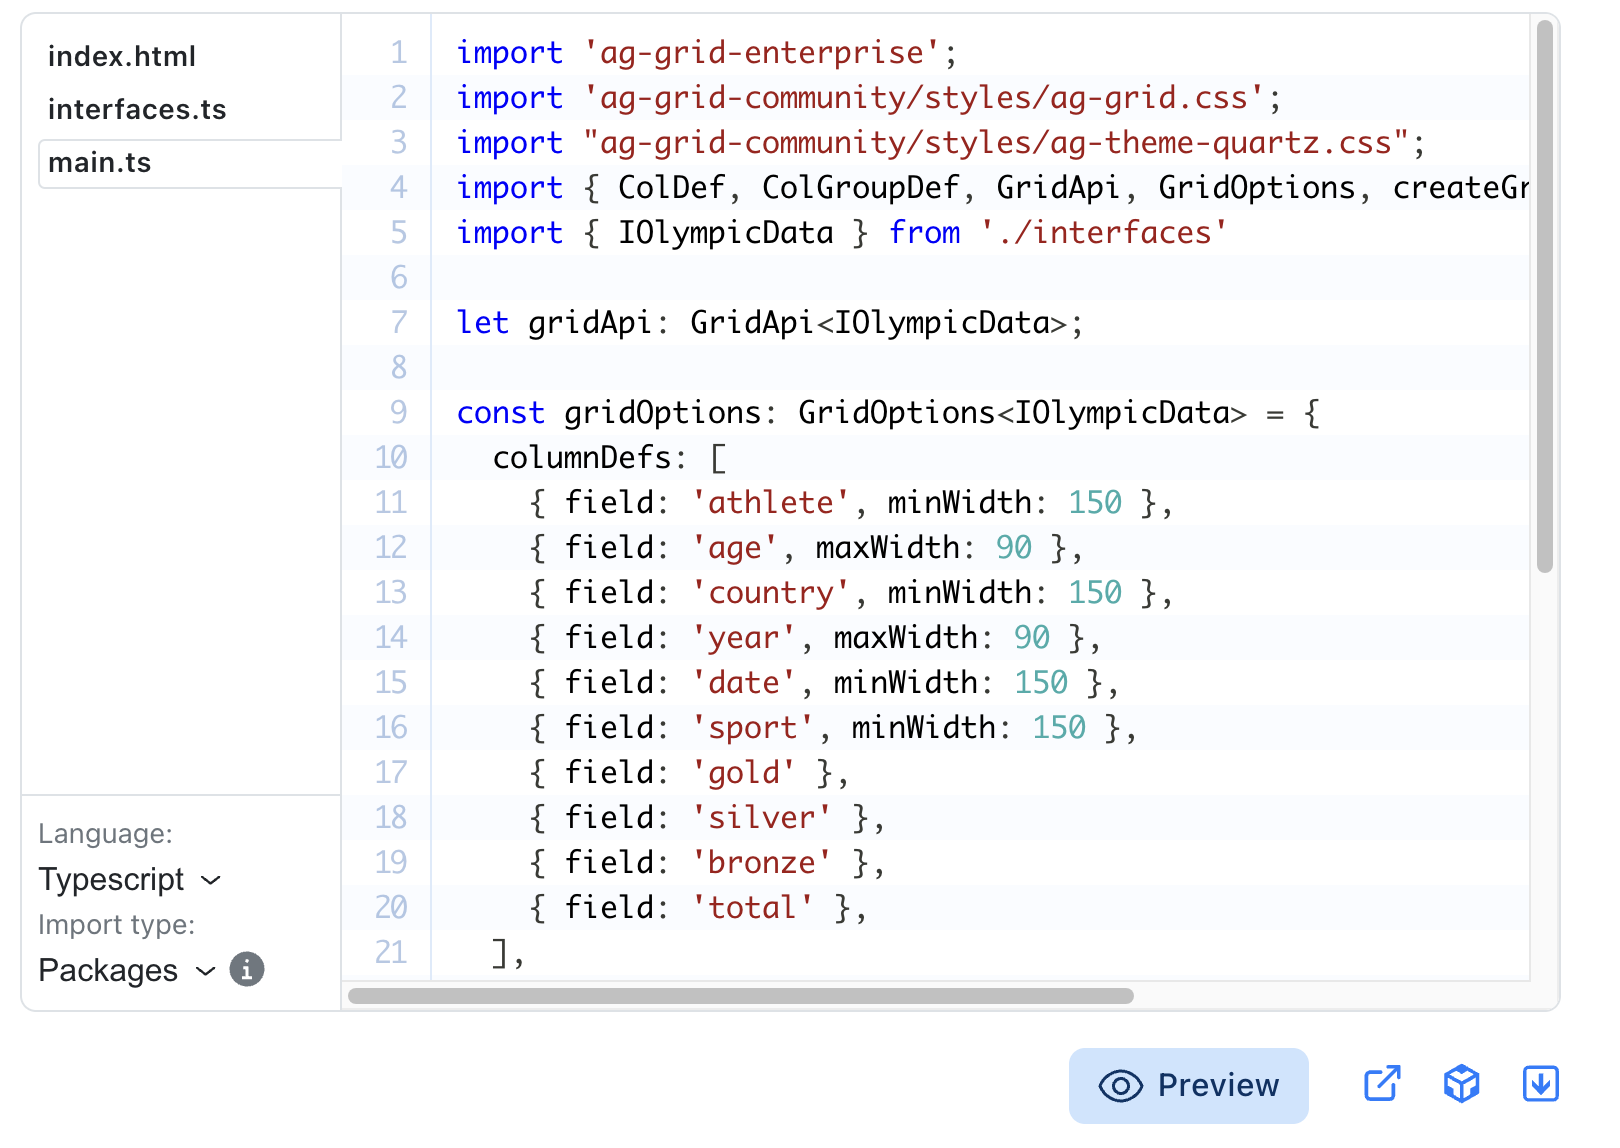 index.html
interfaces.ts
main.ts
1 import 'ag-grid-enterprise';
2 import 'ag-grid-community/styles/ag-grid.css';
3 import "ag-grid-community/styles/ag-theme-quartz.css";
4 import { ColDef, ColGroupDef, GridApi, GridOptions, createGr
5 import { IOlympicData } from './interfaces'
6
7 let gridApi: GridApi<IOlympicData>;
8
9 const gridOptions: GridOptions<IOlympicData> = {
10 columnDefs: [
11 { field: 'athlete', minWidth: 150 },
12 { field: 'age', maxWidth: 90 },
13 { field: 'country', minWidth: 150 },
14 { field: 'year', maxWidth: 90 },
15 { field: 'date', minWidth: 150 },
16 { field: 'sport', minWidth: 150 },
17 { field: 'gold' },
18 { field: 'silver' },
19 { field: 'bronze' },
20 { field: 'total' },
21 ],
Language:
Typescript
Import type:
Packages
Preview